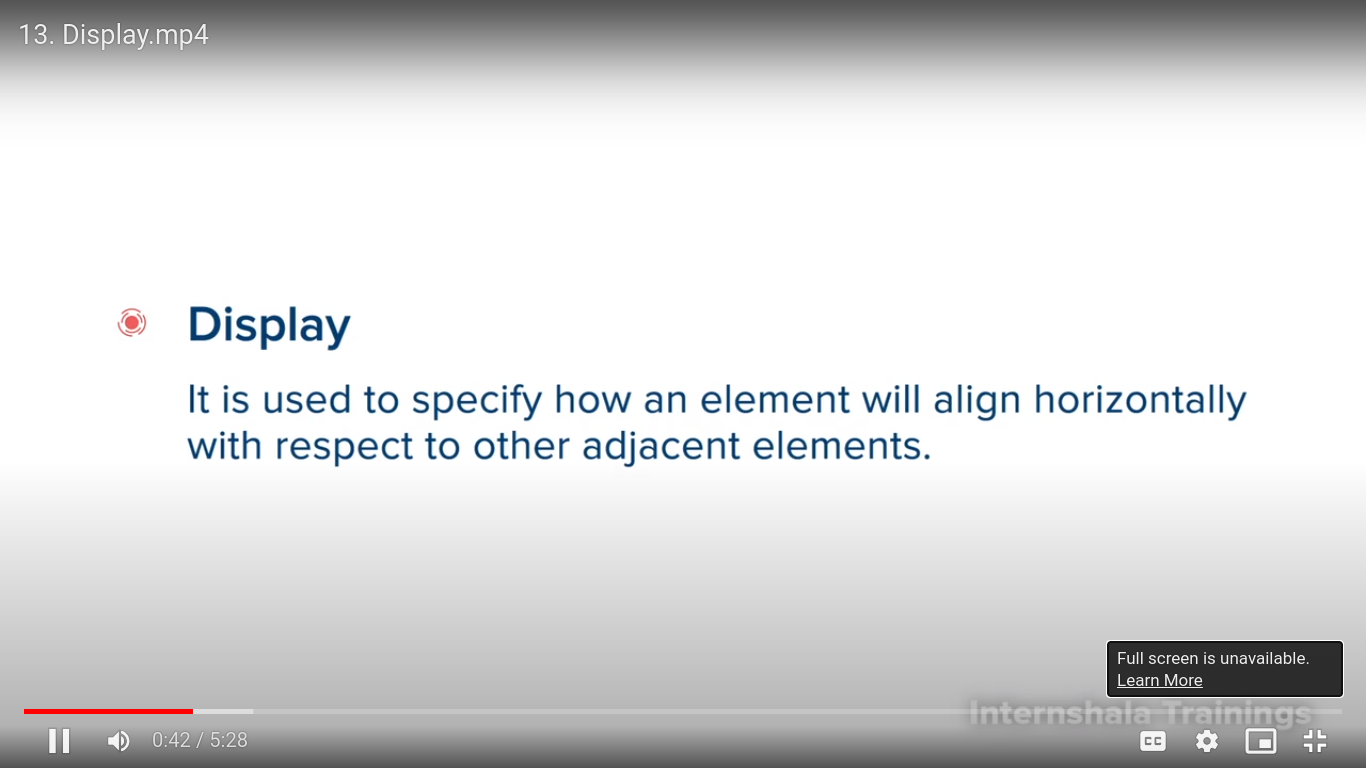 13. Display.mp4
Display
It is used to specify how an element will align horizontally
with respect to other adjacent elements.
Full screen is unavailable.
Learn More
Internshala Trainings
0:42 / 5:28
CC